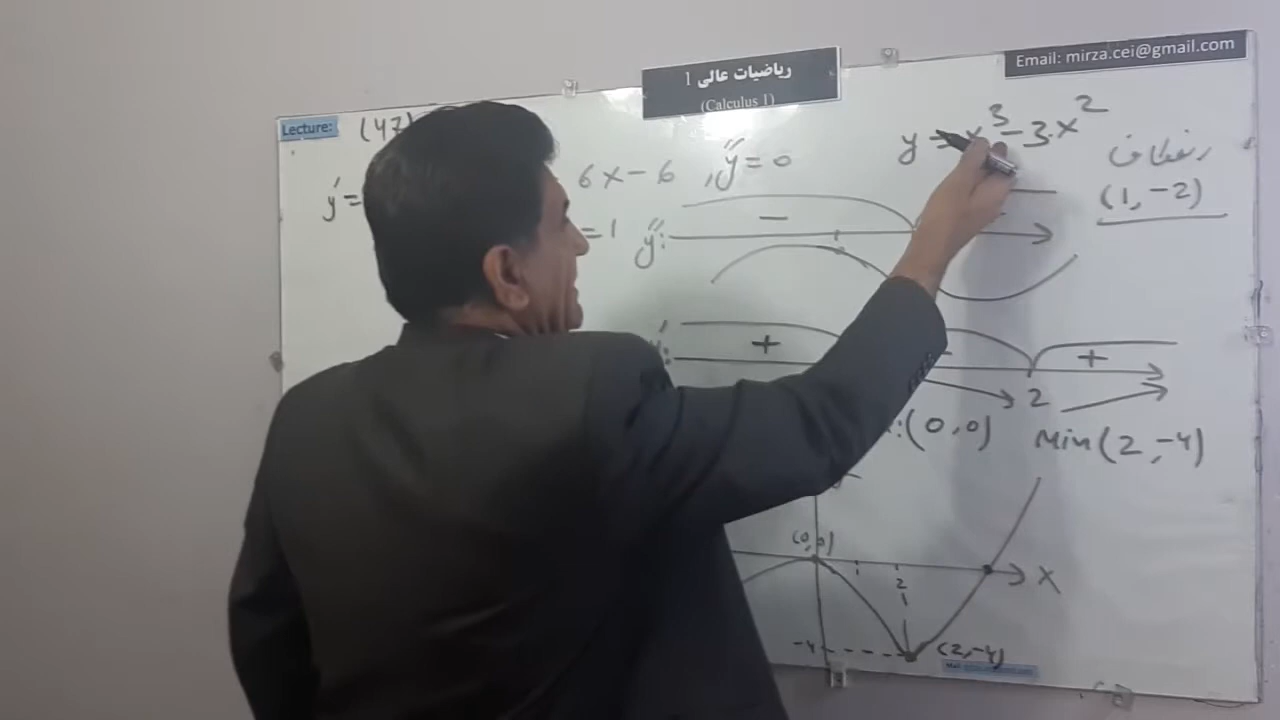 ریاضیات عالی 1
(Calculus 1)
Email: mirza.cei@gmail.com
Lecture: (47)
y = x³ - 3x²
انعطاف
(1, -2)
y' =
6x - 6, y'' = 0
= 1
y'':
−
+
+
2
: (0,0)
Min (2, -4)
(0,0)
2
X
-4
(2, -4)